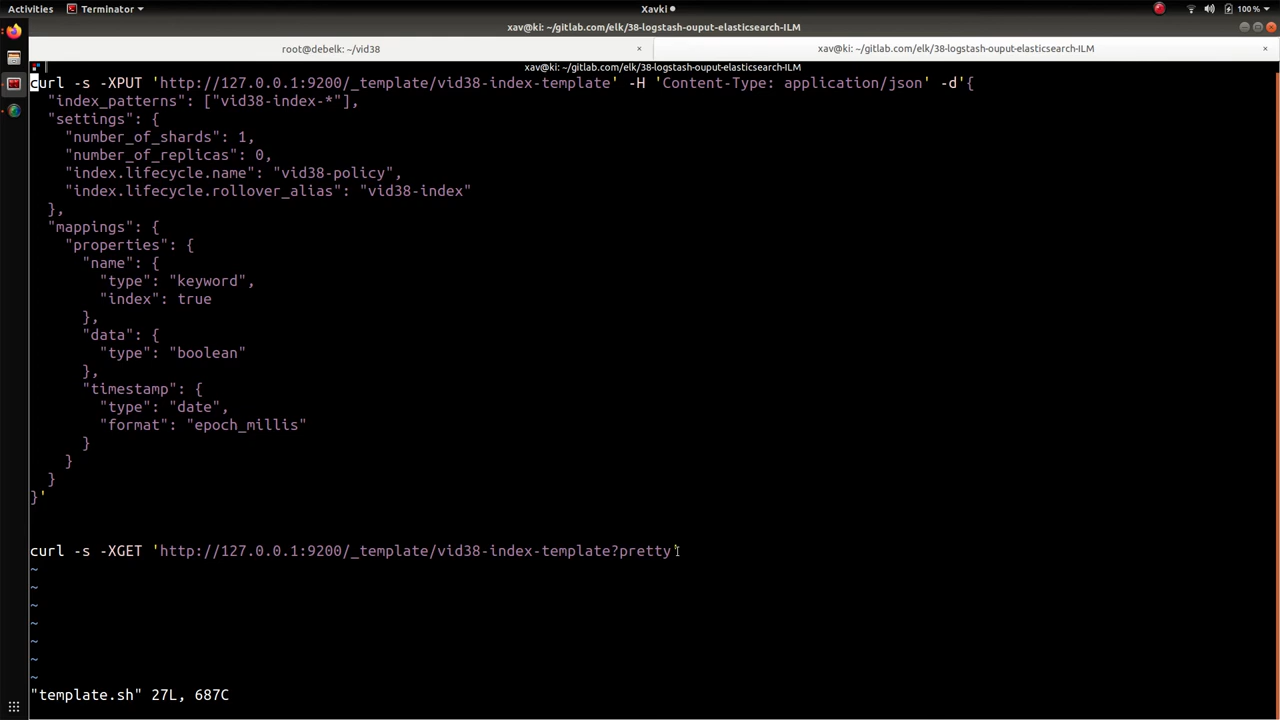 Activities
Terminator
Xavki
100 %
xav@ki: ~/gitlab.com/elk/38-logstash-ouput-elasticsearch-ILM
root@debelk: ~/vid38
xav@ki: ~/gitlab.com/elk/38-logstash-ouput-elasticsearch-ILM
xav@ki: ~/gitlab.com/elk/38-logstash-ouput-elasticsearch-ILM
curl -s -XPUT 'http://127.0.0.1:9200/_template/vid38-index-template' -H 'Content-Type: application/json' -d'{
  "index_patterns": ["vid38-index-*"],
  "settings": {
    "number_of_shards": 1,
    "number_of_replicas": 0,
    "index.lifecycle.name": "vid38-policy",
    "index.lifecycle.rollover_alias": "vid38-index"
  },
  "mappings": {
    "properties": {
      "name": {
        "type": "keyword",
        "index": true
      },
      "data": {
        "type": "boolean"
      },
      "timestamp": {
        "type": "date",
        "format": "epoch_millis"
      }
    }
  }
}'
curl -s -XGET 'http://127.0.0.1:9200/_template/vid38-index-template?pretty'
~
~
~
~
~
~
~
"template.sh" 27L, 687C